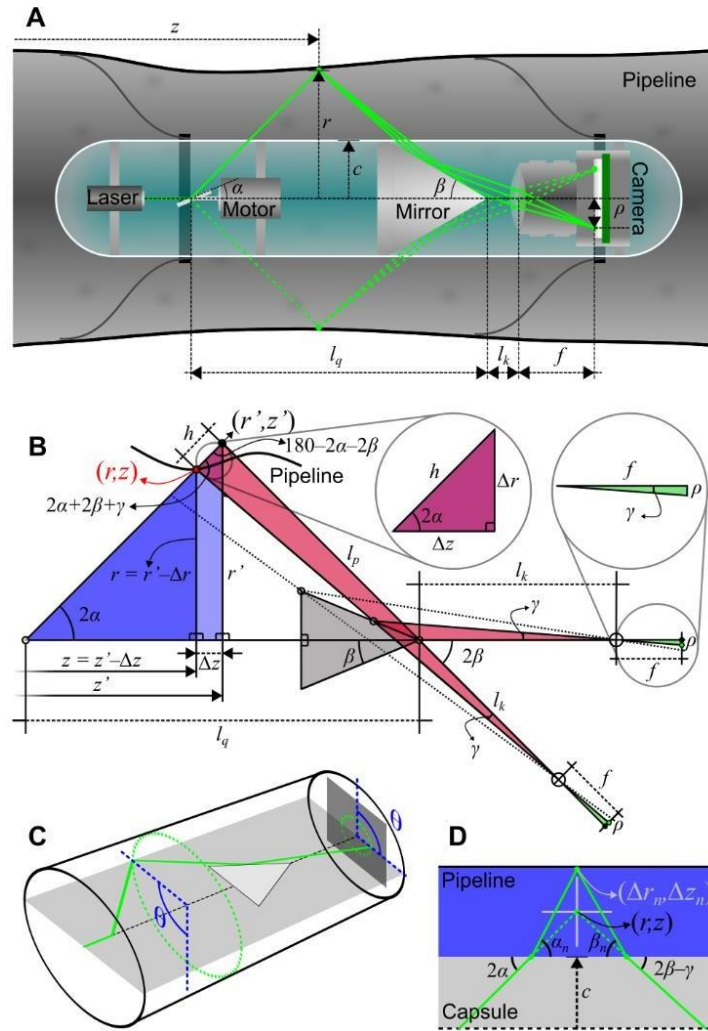 A
z
Pipeline
r
c
α
β
Laser
Motor
Mirror
Camera
ρ
l_q
l_k
f
B
h
(r',z')
180–2α–2β
(r,z)
Pipeline
2α+2β+γ
h
Δr
2α
Δz
f
ρ
γ
l_p
r = r'–Δr
r'
l_k
2α
γ
β
2β
ρ
f
z = z'–Δz
Δz
z'
l_k
γ
f
ρ
l_q
C
θ
θ
D
Pipeline
(Δr_n,Δz_n)
(r,z)
α_n
β_n
2α
2β–γ
c
Capsule